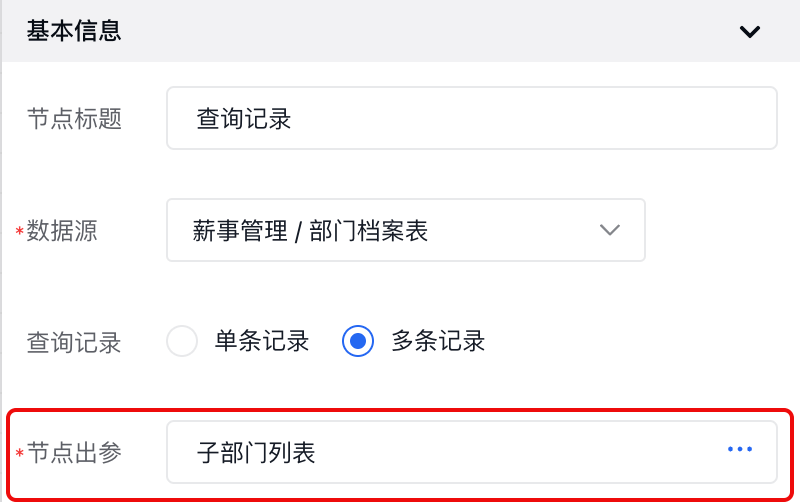 基本信息
节点标题 查询记录
*数据源 薪事管理 / 部门档案表
查询记录 单条记录 多条记录
*节点出参 子部门列表 ...